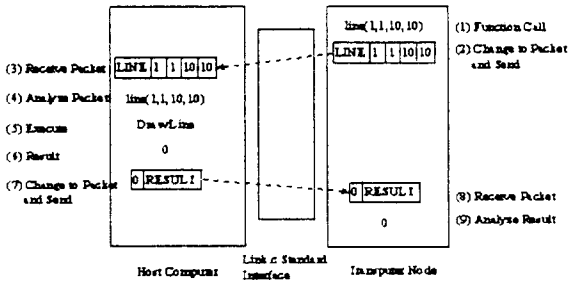 line(1,1,10,10) (1) Function Call
LINE 1 1 10 10 (2) Change to Packet
and Send
(3) Receive Packet LINE 1 1 10 10
(4) Analyse Packet line(1,1,10,10)
(5) Execute DrawLine
(6) Result 0
(7) Change to Packet
and Send
0 RESULT
0 RESULT (8) Receive Packet
0 (9) Analyse Result
Host Computer
Link & Standard
Interface
Transputer Node